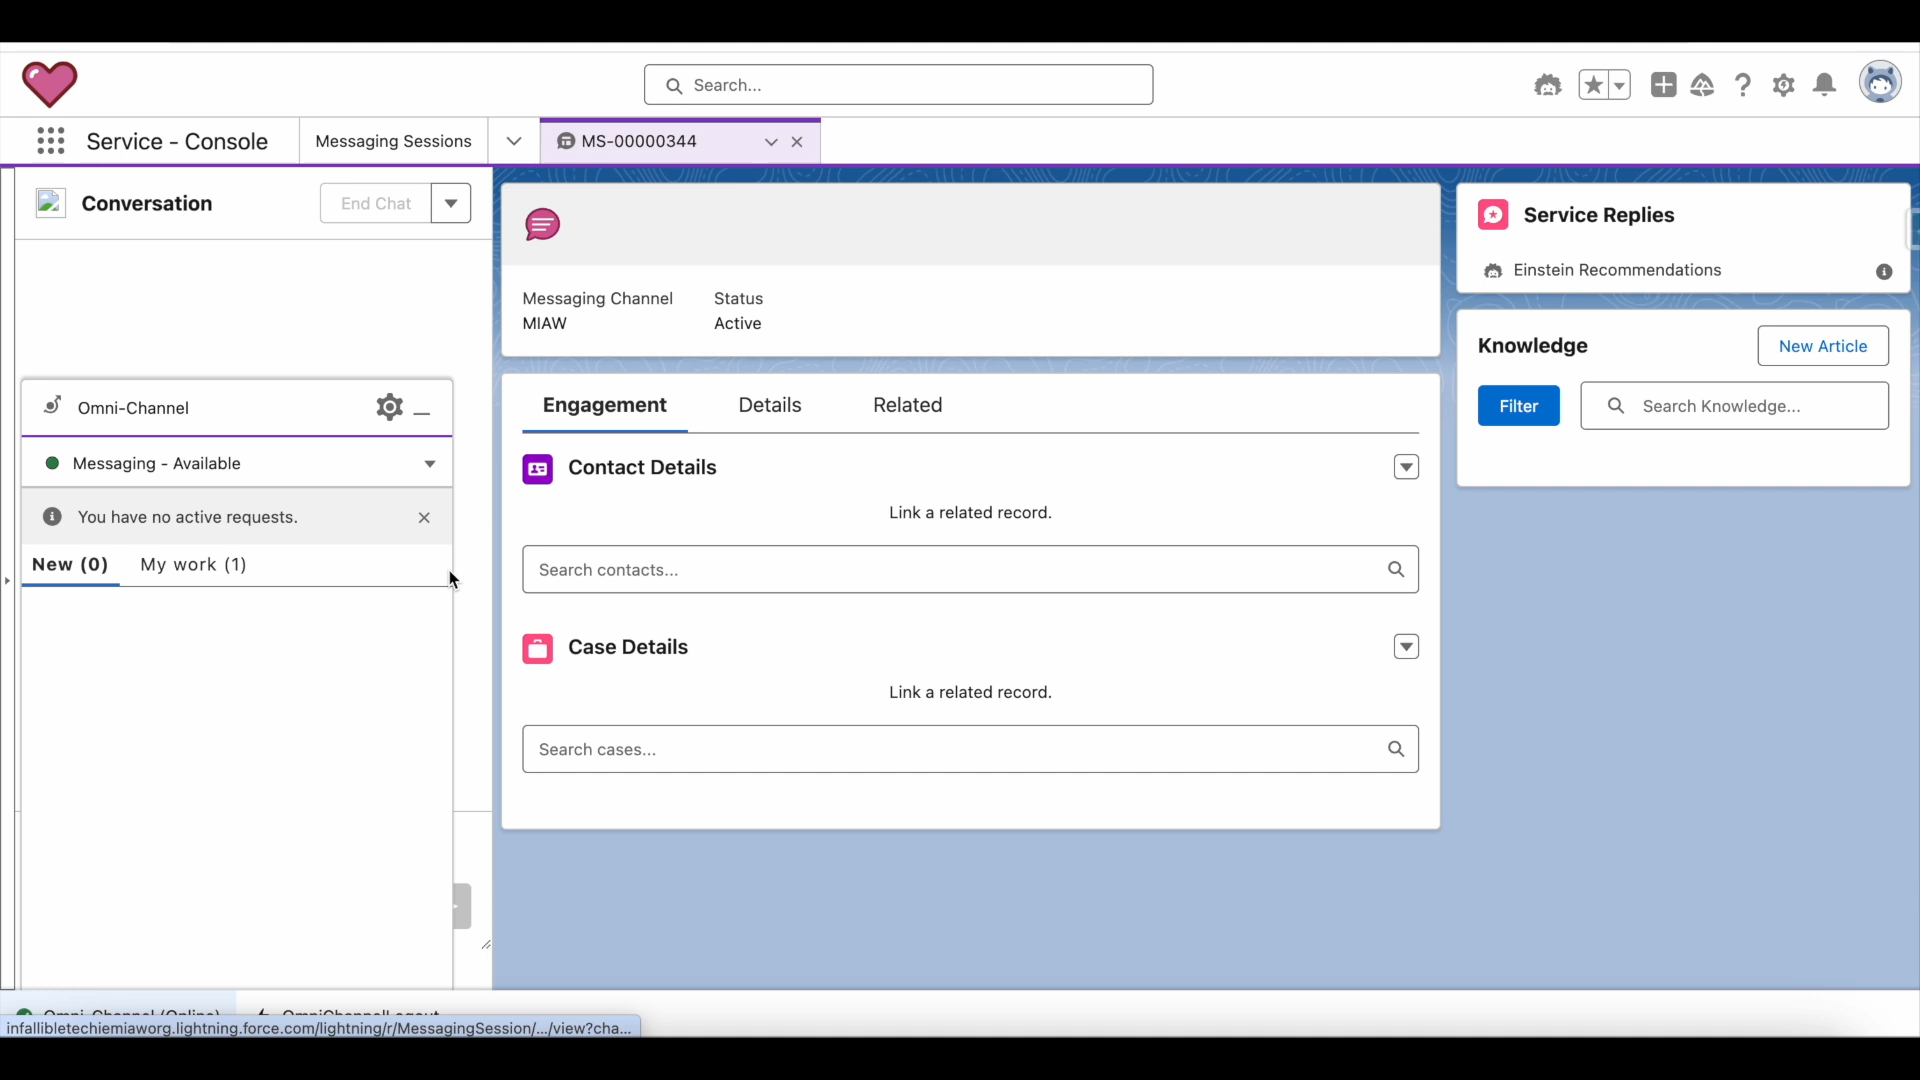 Search...
Service - Console
Messaging Sessions
MS-00000344
Conversation
End Chat
Omni-Channel
Messaging - Available
You have no active requests.
New (0)
My work (1)
Messaging Channel
Status
MIAW
Active
Engagement
Details
Related
Contact Details
Link a related record.
Search contacts...
Case Details
Link a related record.
Search cases...
Service Replies
Einstein Recommendations
Knowledge
New Article
Filter
Search Knowledge...
Omni-Channel (Online)
infallibletechiemiaworg.lightning.force.com/lightning/r/MessagingSession/.../view?cha...